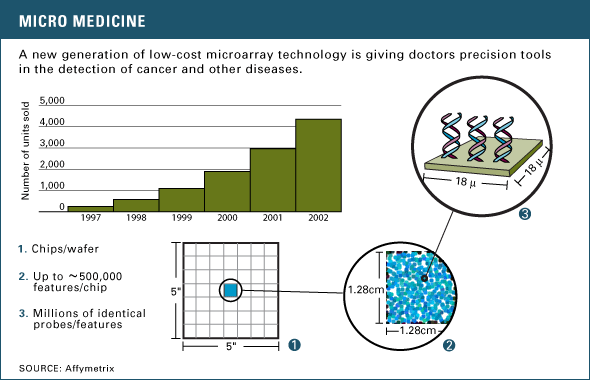 MICRO MEDICINE
A new generation of low-cost microarray technology is giving doctors precision tools
in the detection of cancer and other diseases.
Number of units sold
5,000
4,000
3,000
2,000
1,000
0
1997 1998 1999 2000 2001 2002
18 μ
18 μ
3
1. Chips/wafer
2. Up to ~500,000
features/chip
3. Millions of identical
probes/features
5"
5"
1
1.28cm
1.28cm
2
SOURCE: Affymetrix